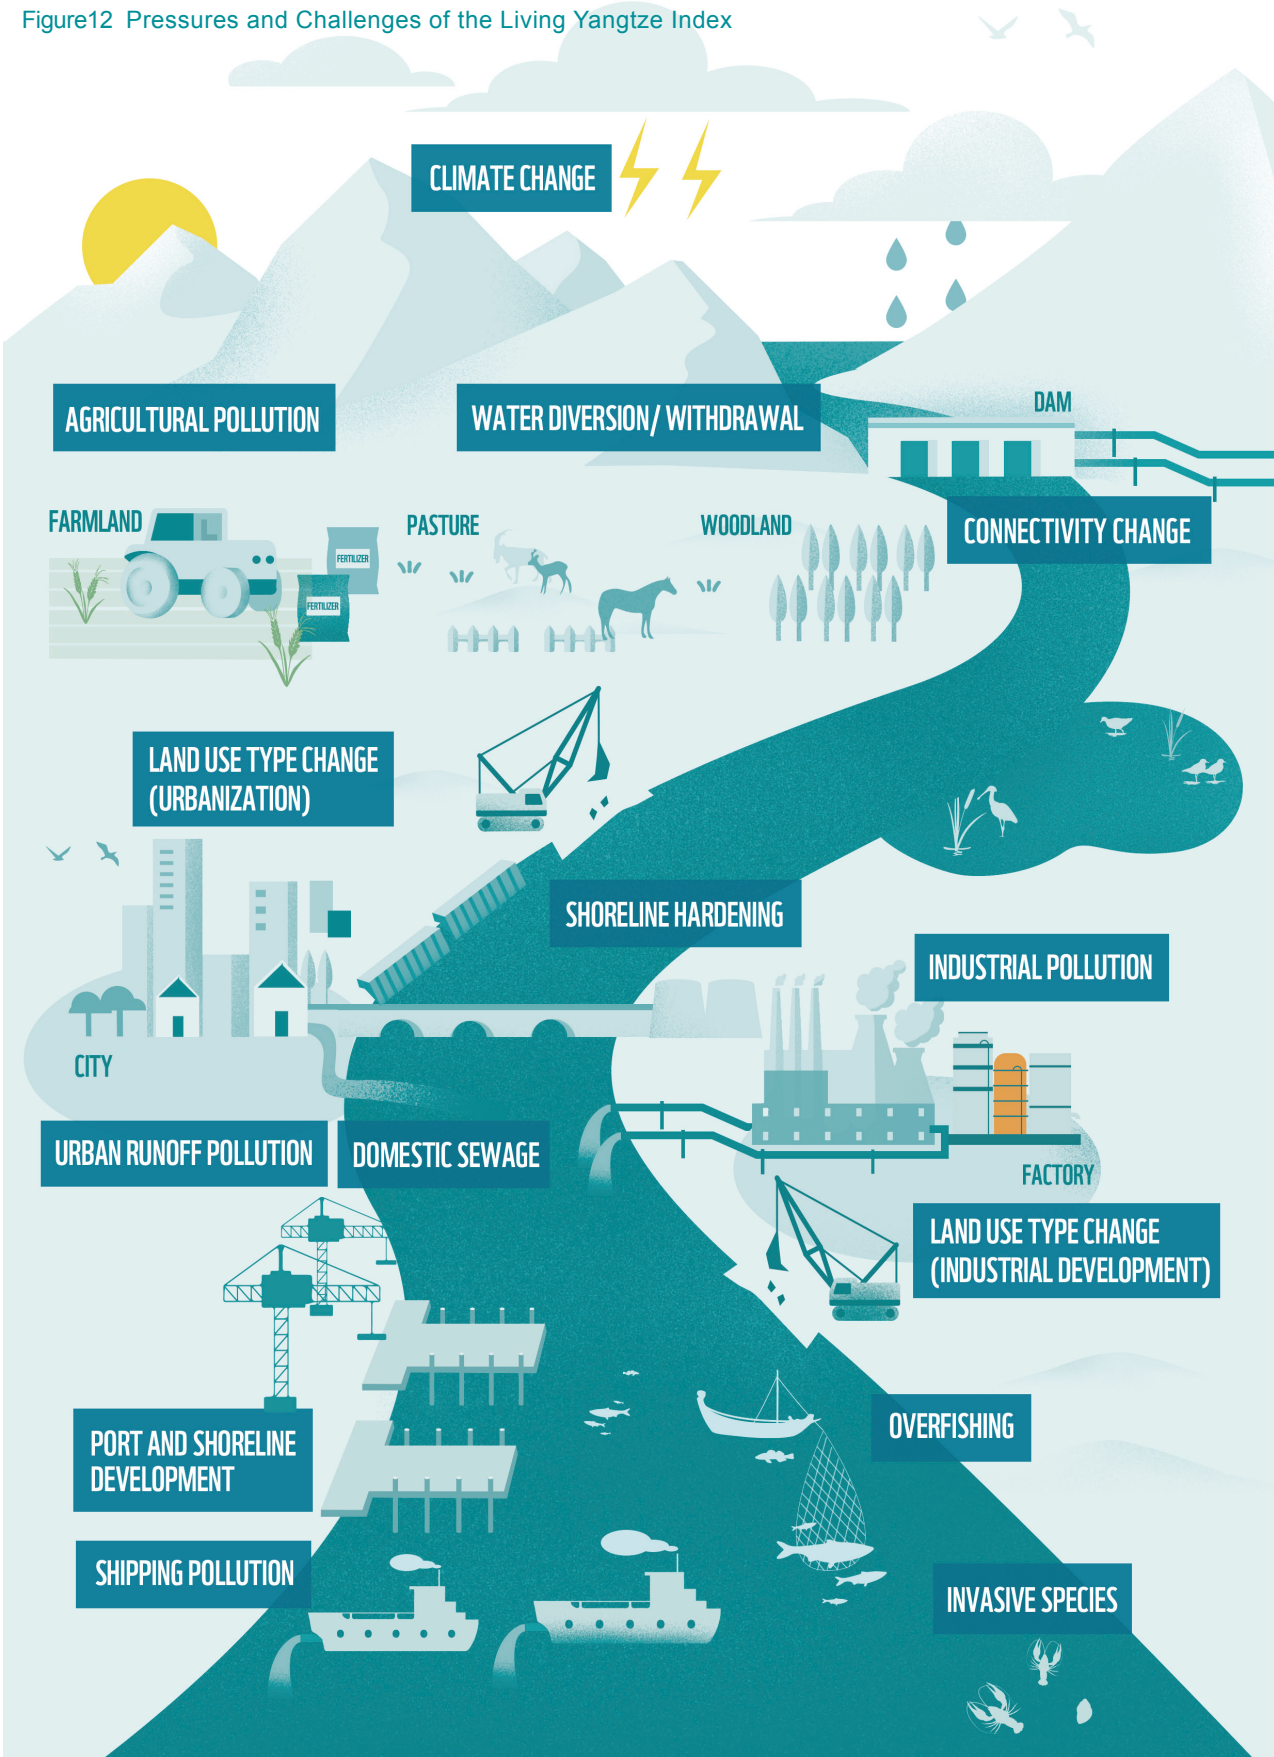 Figure12 Pressures and Challenges of the Living Yangtze Index
CLIMATE CHANGE
AGRICULTURAL POLLUTION
WATER DIVERSION/ WITHDRAWAL
DAM
CONNECTIVITY CHANGE
FARMLAND
FERTILIZER
FERTILIZER
PASTURE
WOODLAND
LAND USE TYPE CHANGE
(URBANIZATION)
SHORELINE HARDENING
INDUSTRIAL POLLUTION
CITY
URBAN RUNOFF POLLUTION
DOMESTIC SEWAGE
FACTORY
LAND USE TYPE CHANGE
(INDUSTRIAL DEVELOPMENT)
PORT AND SHORELINE
DEVELOPMENT
OVERFISHING
SHIPPING POLLUTION
INVASIVE SPECIES